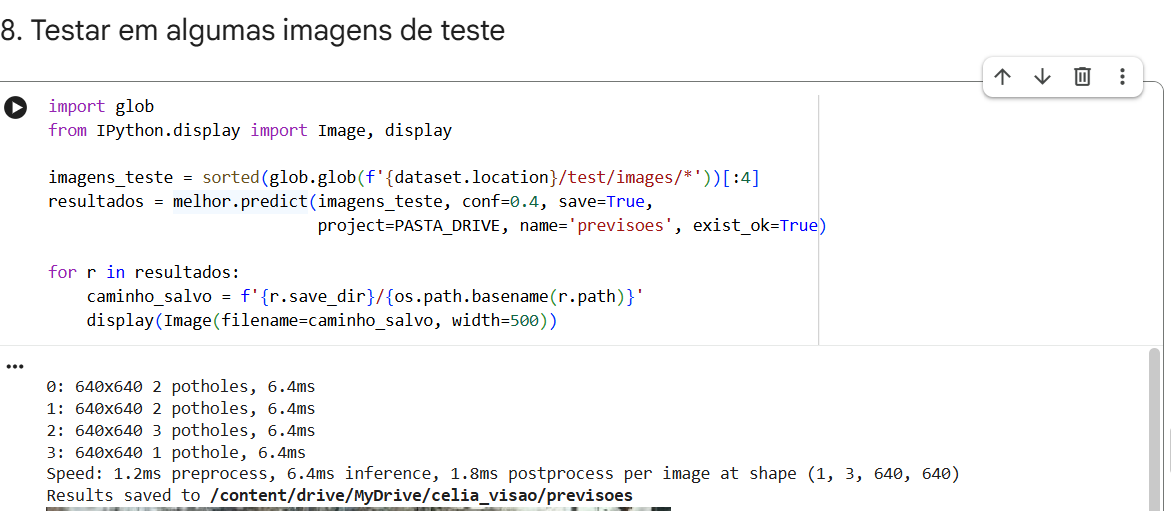 8. Testar em algumas imagens de teste
import glob
from IPython.display import Image, display
imagens_teste = sorted(glob.glob(f'{dataset.location}/test/images/*'))[:4]
resultados = melhor.predict(imagens_teste, conf=0.4, save=True,
project=PASTA_DRIVE, name='previsoes', exist_ok=True)
for r in resultados:
caminho_salvo = f'{r.save_dir}/{os.path.basename(r.path)}'
display(Image(filename=caminho_salvo, width=500))
0: 640x640 2 potholes, 6.4ms
1: 640x640 2 potholes, 6.4ms
2: 640x640 3 potholes, 6.4ms
3: 640x640 1 pothole, 6.4ms
Speed: 1.2ms preprocess, 6.4ms inference, 1.8ms postprocess per image at shape (1, 3, 640, 640)
Results saved to /content/drive/MyDrive/celia_visao/previsoes